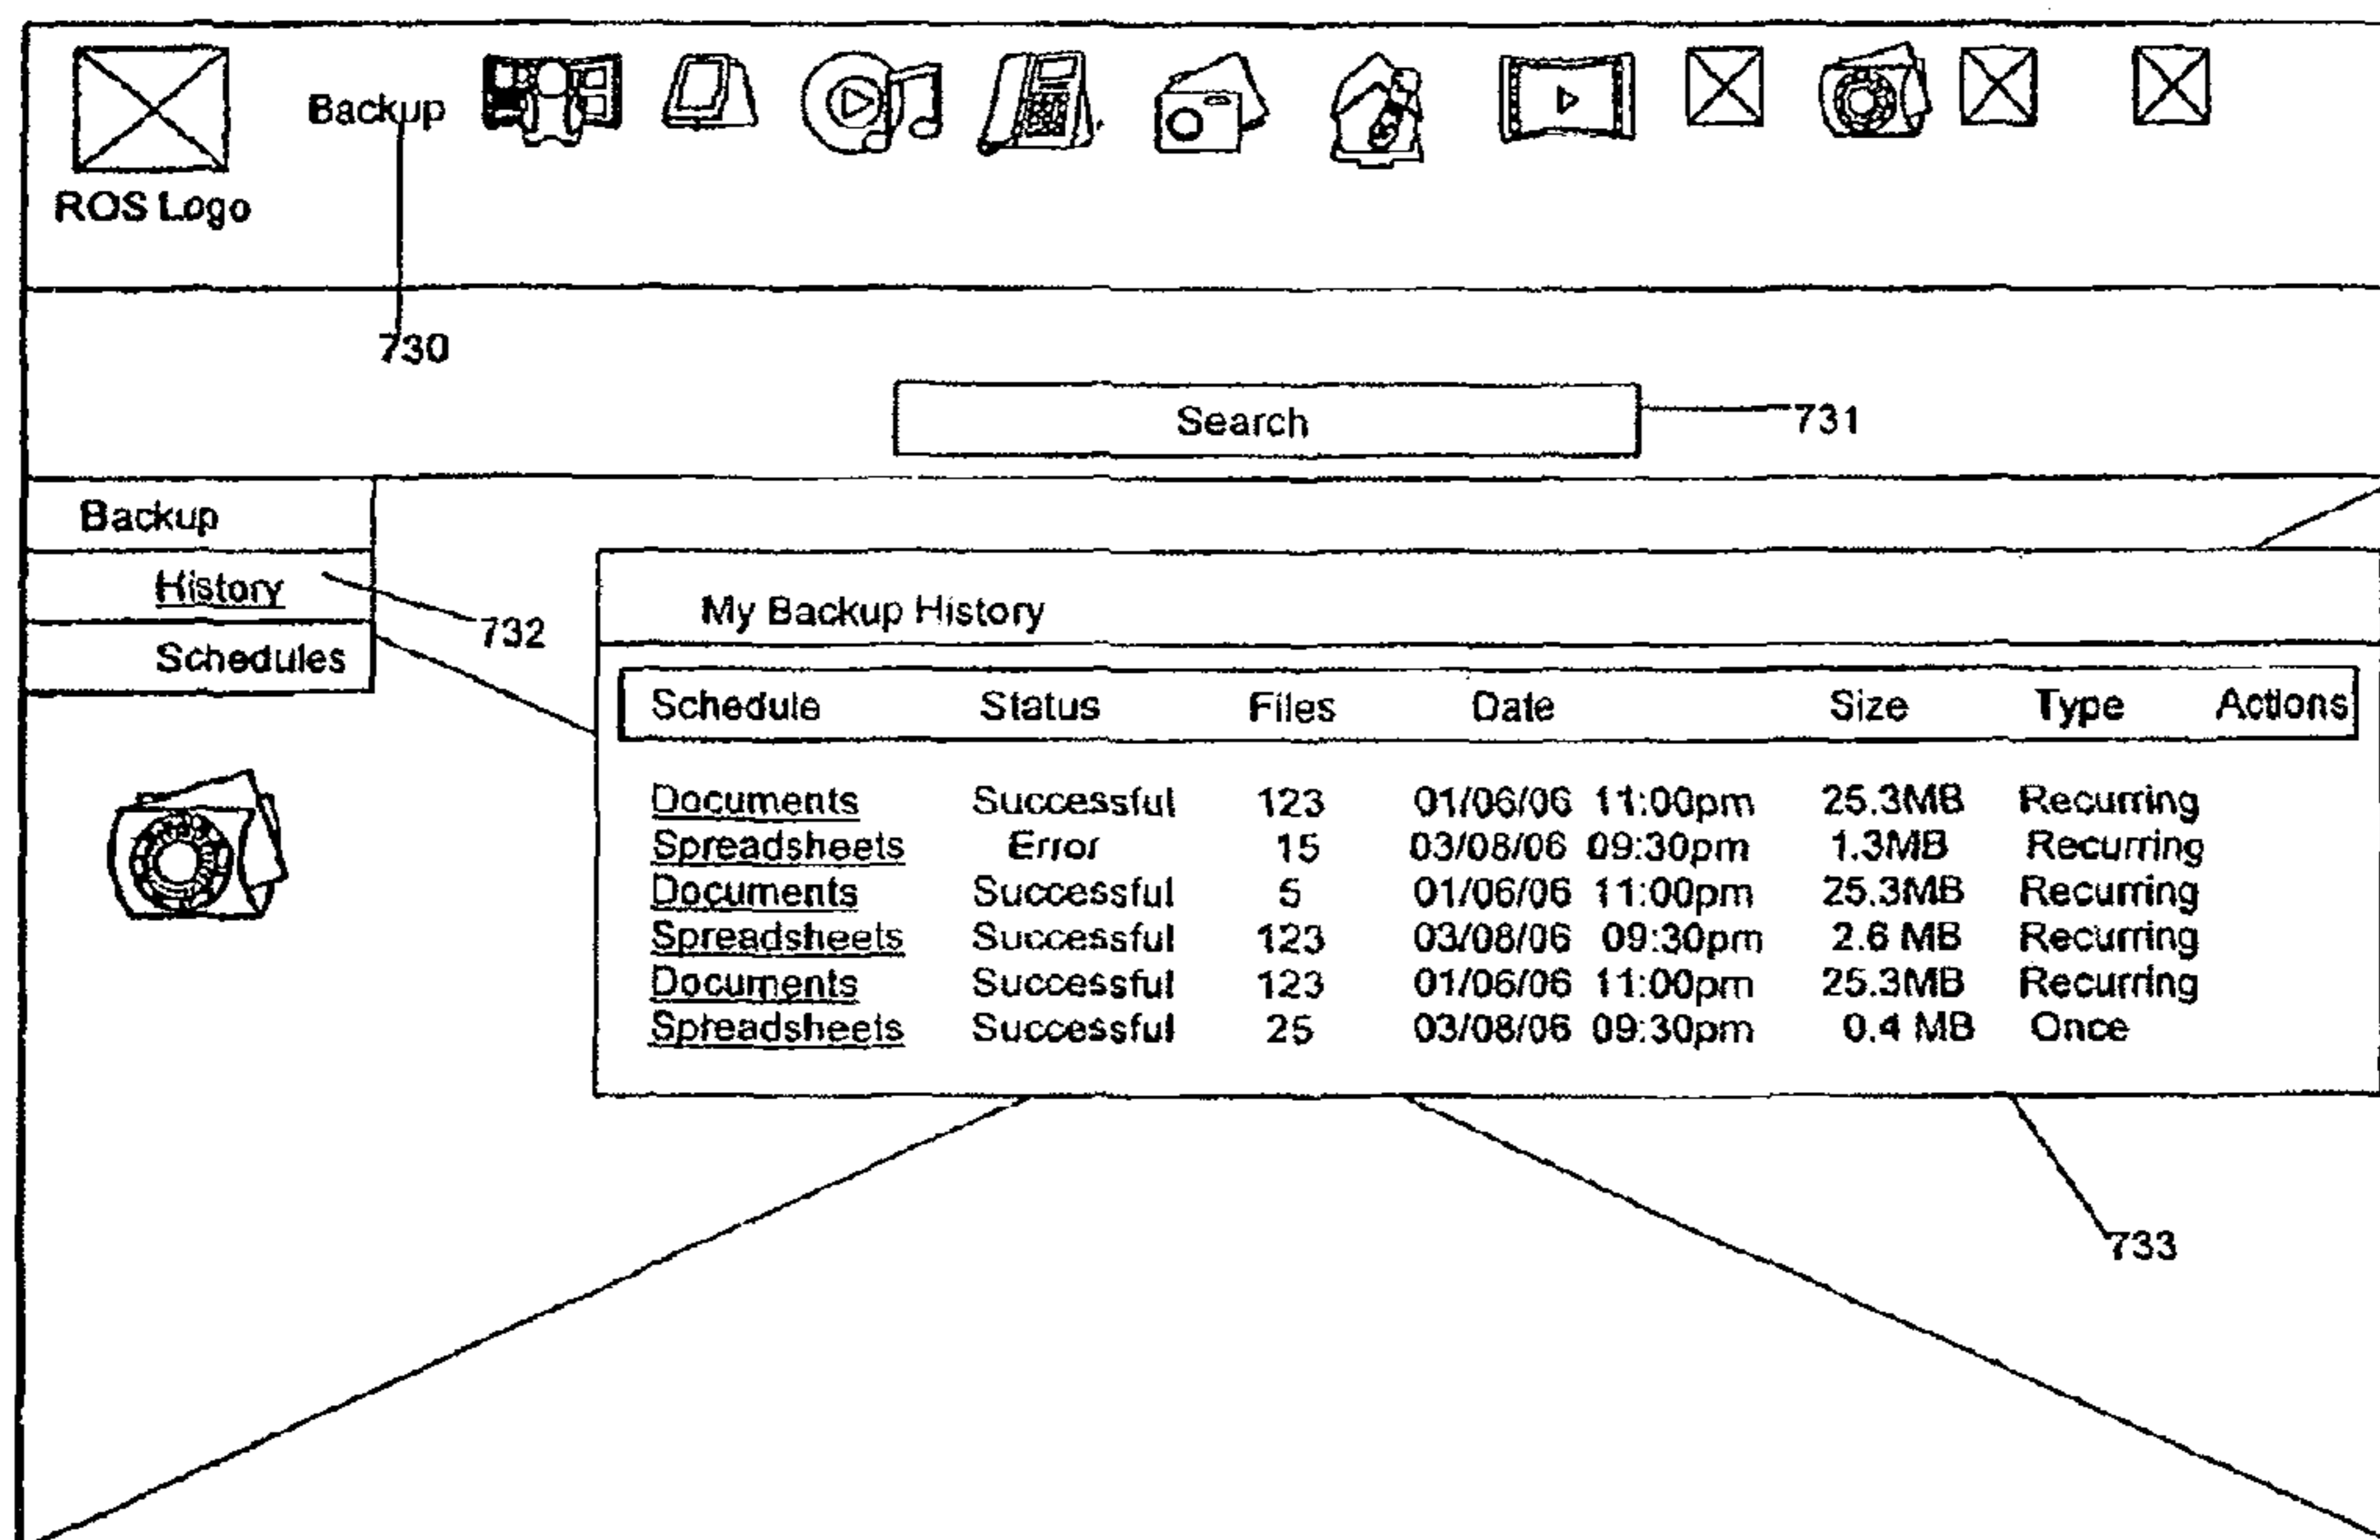 Backup
ROS Logo
730
Search
731
Backup
History
732
Schedules
My Backup History
Schedule Status Files Date Size Type Actions
Documents Successful 123 01/06/06 11:00pm 25.3MB Recurring
Spreadsheets Error 15 03/08/06 09:30pm 1.3MB Recurring
Documents Successful 5 01/06/06 11:00pm 25.3MB Recurring
Spreadsheets Successful 123 03/08/06 09:30pm 2.6 MB Recurring
Documents Successful 123 01/06/06 11:00pm 25.3MB Recurring
Spreadsheets Successful 25 03/08/06 09:30pm 0.4 MB Once
733